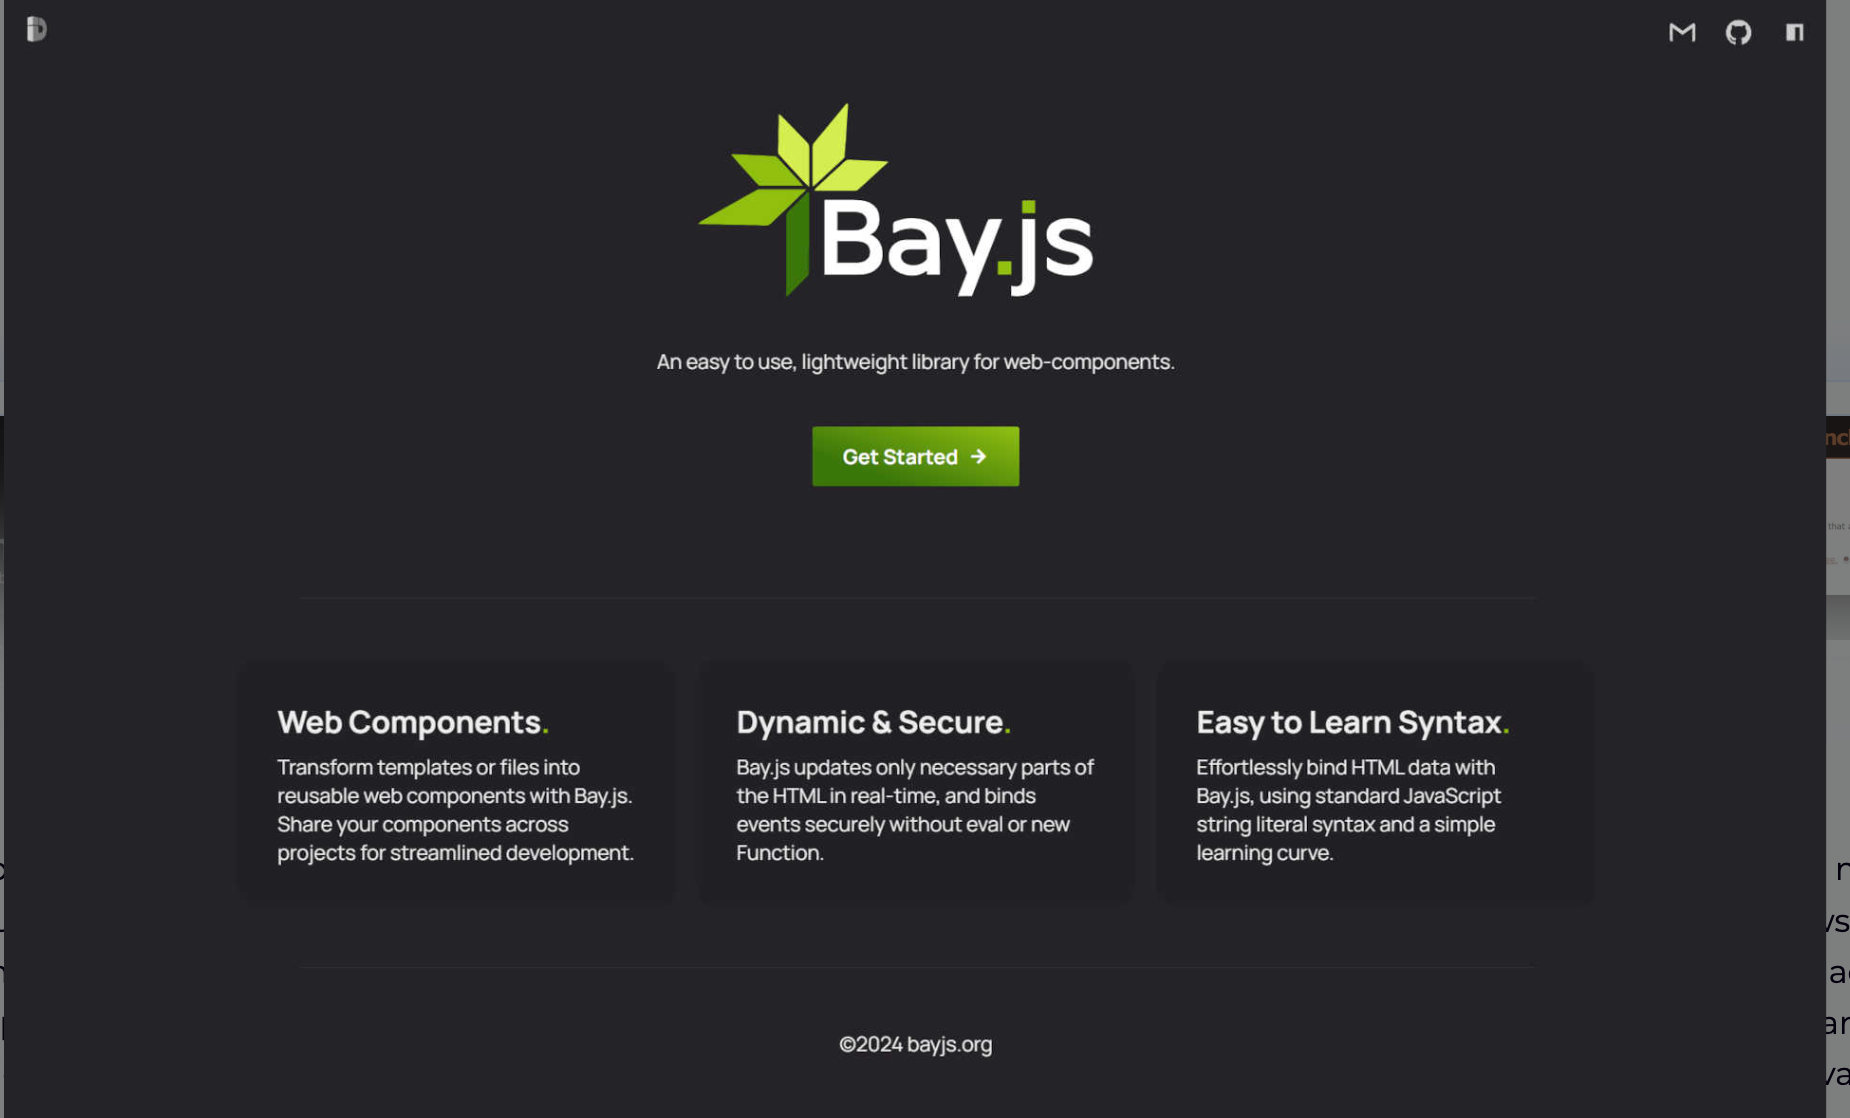 Bay.js
An easy to use, lightweight library for web-components.
Get Started
Web Components.
Transform templates or files into
reusable web components with Bay.js.
Share your components across
projects for streamlined development.
Dynamic & Secure.
Bay.js updates only necessary parts of
the HTML in real-time, and binds
events securely without eval or new
Function.
Easy to Learn Syntax.
Effortlessly bind HTML data with
Bay.js, using standard JavaScript
string literal syntax and a simple
learning curve.
©2024 bayjs.org
that